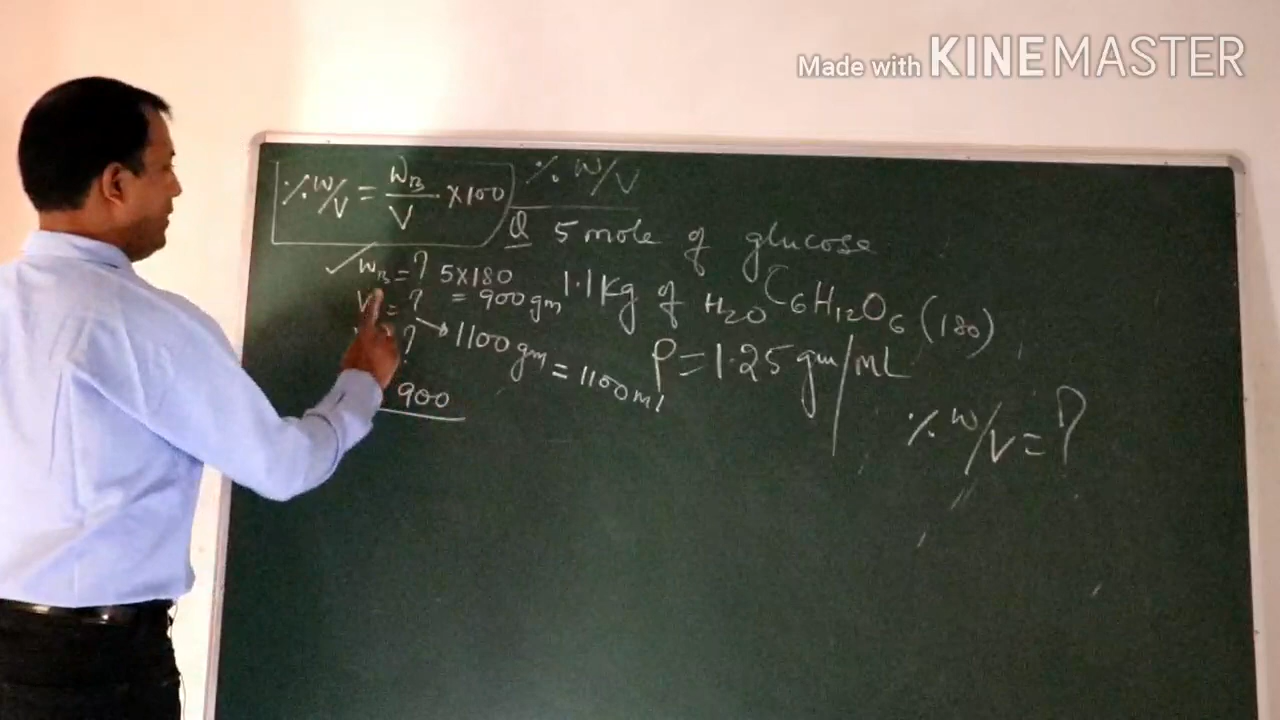 Made with KINEMASTER
% W/V = W_B / V × 100
% W/V
Q 5 mole of glucose
W_B = ? 5×180
= 900 gm
1.1 Kg of H2O C6H12O6 (180)
= ?
1100 gm = 1100 ml
?
ρ = 1.25 gm/mL
900
% W/V = ?